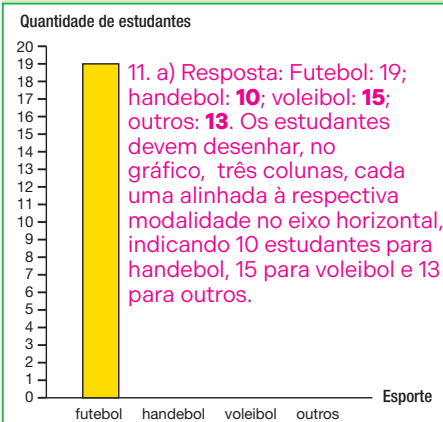 Quantidade de estudantes
20
19
18
17
16
15
14
13
12
11
10
9
8
7
6
5
4
3
2
1
0
11. a) Resposta: Futebol: 19;
handebol: 10; voleibol: 15;
outros: 13. Os estudantes
devem desenhar, no
gráfico, três colunas, cada
uma alinhada à respectiva
modalidade no eixo horizontal,
indicando 10 estudantes para
handebol, 15 para voleibol e 13
para outros.
Esporte
futebol handebol voleibol outros